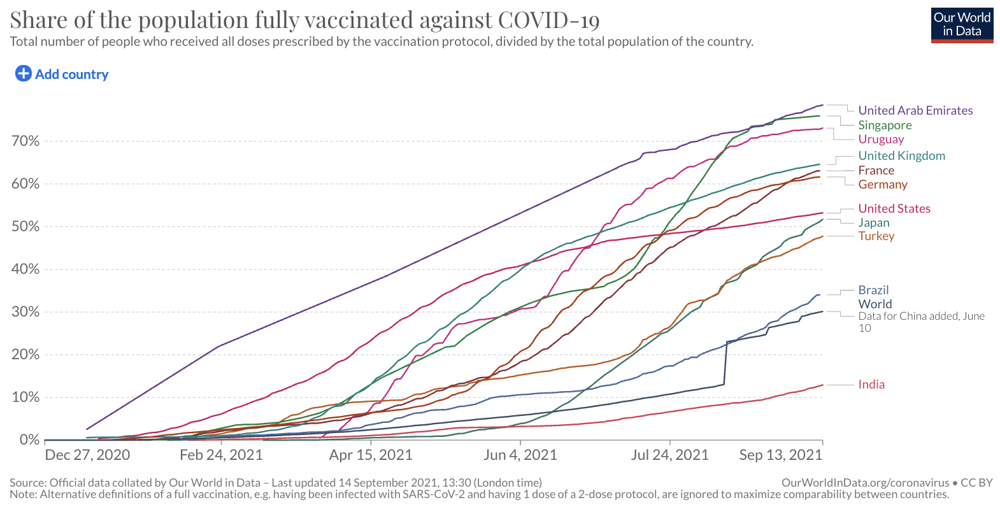 Share of the population fully vaccinated against COVID-19
Our World
in Data
Total number of people who received all doses prescribed by the vaccination protocol, divided by the total population of the country.
Add country
United Arab Emirates
Singapore
70%
Uruguay
United Kingdom
France
60%
Germany
United States
Japan
50%
Turkey
40%
Brazil
World
30%
Data for China added, June
10
20%
India
10%
0%
Dec 27, 2020
Feb 24, 2021
Apr 15, 2021
Jun 4, 2021
Jul 24, 2021
Sep 13, 2021
Source: Official data collated by Our World in Data – Last updated 14 September 2021, 13:30 (London time)
OurWorldInData.org/coronavirus • CC BY
Note: Alternative definitions of a full vaccination, e.g. having been infected with SARS-CoV-2 and having 1 dose of a 2-dose protocol, are ignored to maximize comparability between countries.